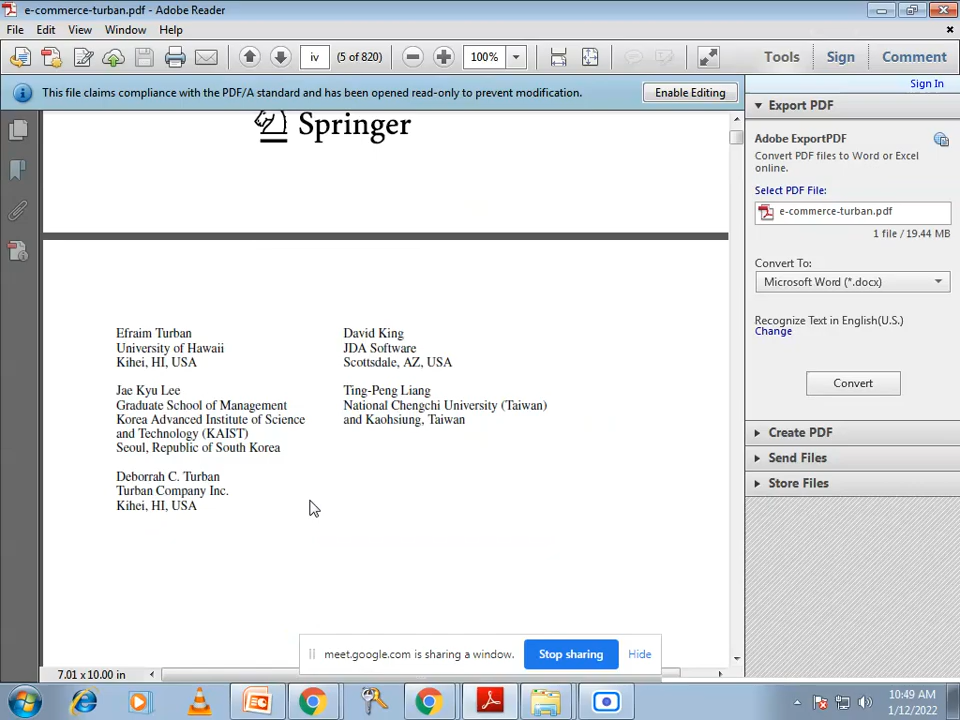 e-commerce-turban.pdf - Adobe Reader
File Edit View Window Help
iv (5 of 820) 100% Tools Sign Comment
This file claims compliance with the PDF/A standard and has been opened read-only to prevent modification. Enable Editing
Sign In
Export PDF
Adobe ExportPDF
Convert PDF files to Word or Excel
online.
Select PDF File:
e-commerce-turban.pdf
1 file / 19.44 MB
Convert To:
Microsoft Word (*.docx)
Recognize Text in English(U.S.)
Change
Convert
Create PDF
Send Files
Store Files
Springer
Efraim Turban
University of Hawaii
Kihei, HI, USA
Jae Kyu Lee
Graduate School of Management
Korea Advanced Institute of Science
and Technology (KAIST)
Seoul, Republic of South Korea
Deborrah C. Turban
Turban Company Inc.
Kihei, HI, USA
David King
JDA Software
Scottsdale, AZ, USA
Ting-Peng Liang
National Chengchi University (Taiwan)
and Kaohsiung, Taiwan
meet.google.com is sharing a window. Stop sharing Hide
7.01 x 10.00 in
10:49 AM
1/12/2022